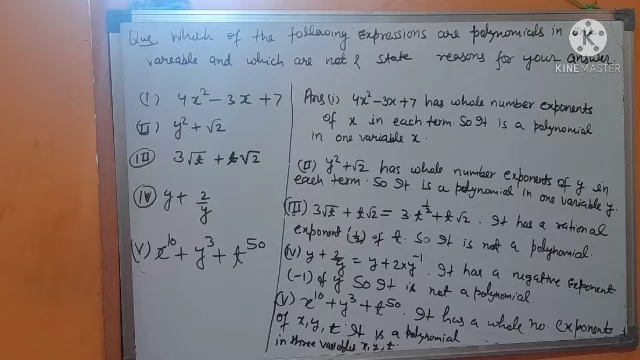 Que Which of the following expressions are polynomials in one
variable and which are not & state reasons for your answer.
(I) 4x² - 3x + 7
(II) y² + √2
(III) 3√t + t√2
(IV) y + 2/y
(V) x¹⁰ + y³ + t⁵⁰
Ans (i) 4x² - 3x + 7 has whole number exponents
of x in each term So It is a polynomial
in one variable x.
(II) y² + √2 has whole number exponents of y in
each term. So It is a polynomial in one variable y.
(III) 3√t + t√2 = 3.t^½ + t√2. It has a rational
exponent (½) of t. So It is not a polynomial.
(IV) y + 2/y = y + 2xy⁻¹. It has a negative exponent
(-1) of y So It is not a polynomial.
(V) x¹⁰ + y³ + t⁵⁰. It has a whole no. exponents
of x, y, t. It is a polynomial
in three variables x, y, t.
KINEMASTER